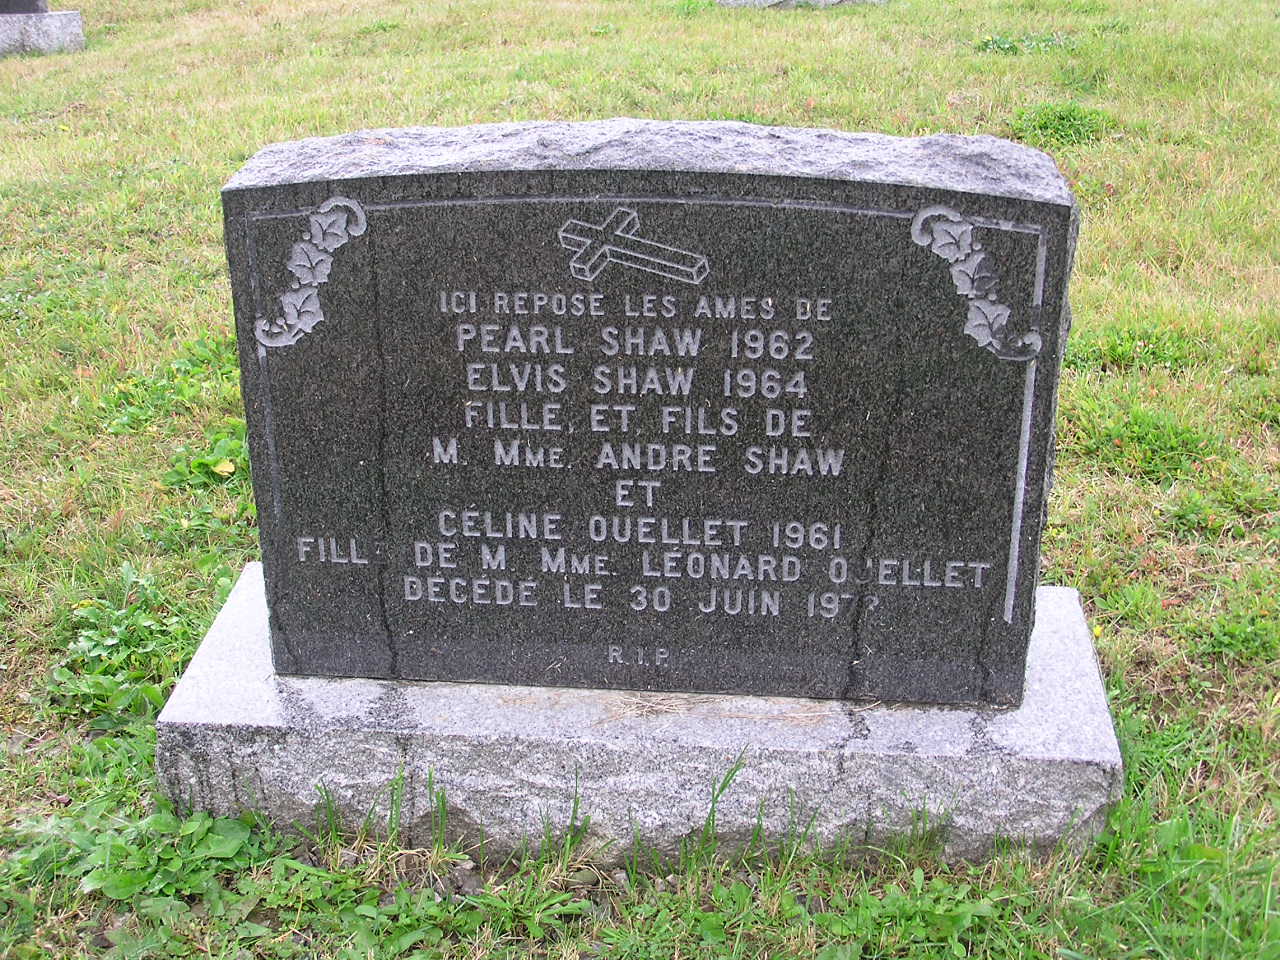 ICI REPOSE LES AMES DE
PEARL SHAW 1962
ELVIS SHAW 1964
FILLE, ET, FILS DE
M. MME. ANDRE SHAW
ET
CÉLINE OUELLET 1961
FILL DE M MME. LÉONARD OUELLET
DÉCÉDÉ LE 30 JUIN
R.I.P.